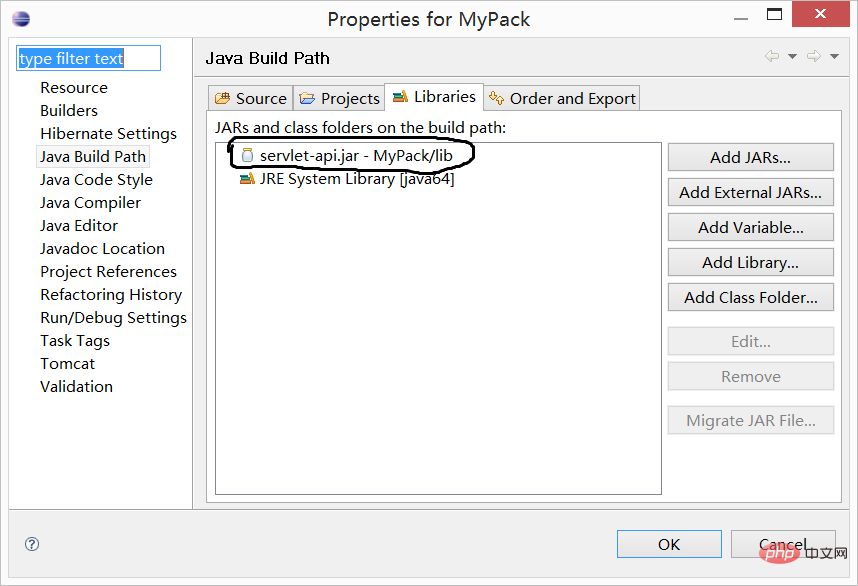 Properties for MyPack
type filter text
Resource
Builders
Hibernate Settings
Java Build Path
Java Code Style
Java Compiler
Java Editor
Javadoc Location
Project References
Refactoring History
Run/Debug Settings
Task Tags
Tomcat
Validation
Java Build Path
Source Projects Libraries Order and Export
JARs and class folders on the build path:
servlet-api.jar - MyPack/lib
JRE System Library [java64]
Add JARs...
Add External JARs...
Add Variable...
Add Library...
Add Class Folder...
Edit...
Remove
Migrate JAR File...
OK
Cancel
php 中文网